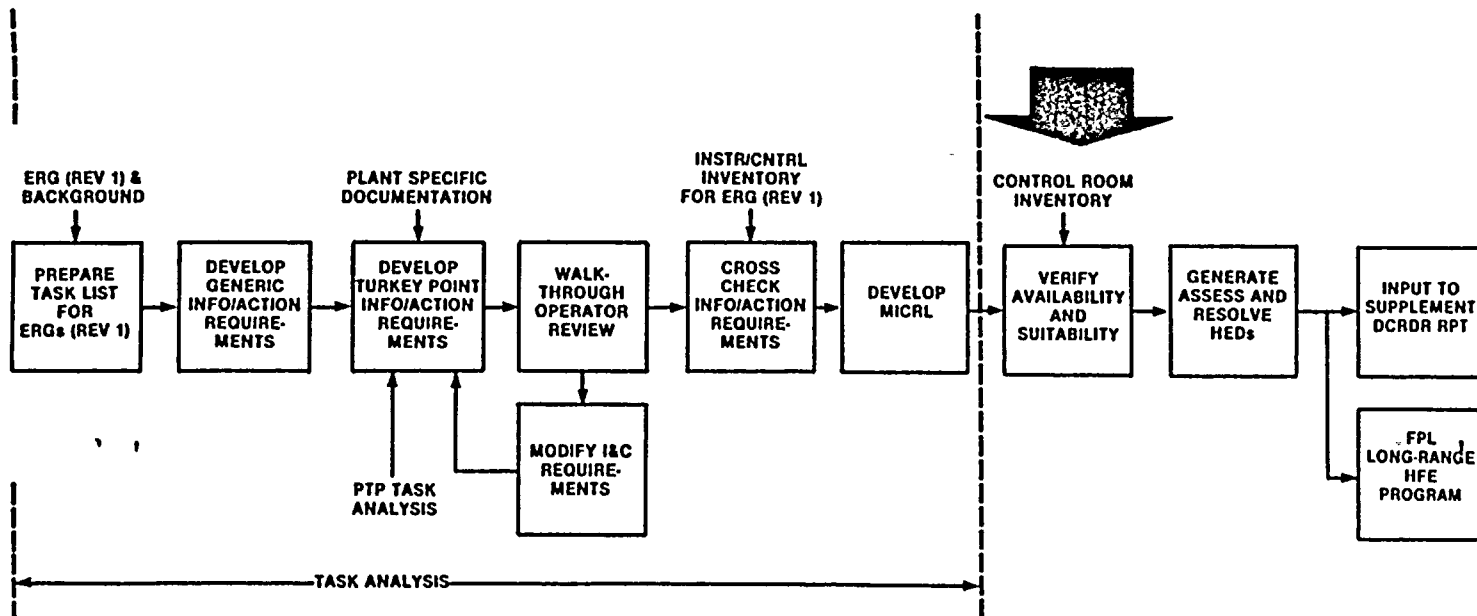 ERG (REV 1) &
BACKGROUND
PREPARE
TASK LIST
FOR
ERGs (REV 1)
DEVELOP
GENERIC
INFO/ACTION
REQUIRE-
MENTS
PLANT SPECIFIC
DOCUMENTATION
DEVELOP
TURKEY POINT
INFO/ACTION
REQUIRE-
MENTS
PTP TASK
ANALYSIS
WALK-
THROUGH
OPERATOR
REVIEW
MODIFY I&C
REQUIRE-
MENTS
INSTR/CNTRL
INVENTORY
FOR ERG (REV 1)
CROSS
CHECK
INFO/ACTION
REQUIRE-
MENTS
DEVELOP
MICRL
CONTROL ROOM
INVENTORY
VERIFY
AVAILABILITY
AND
SUITABILITY
GENERATE
ASSESS AND
RESOLVE
HEDs
INPUT TO
SUPPLEMENT
DCRDR RPT
FPL
LONG-RANGE
HFE
PROGRAM
TASK ANALYSIS